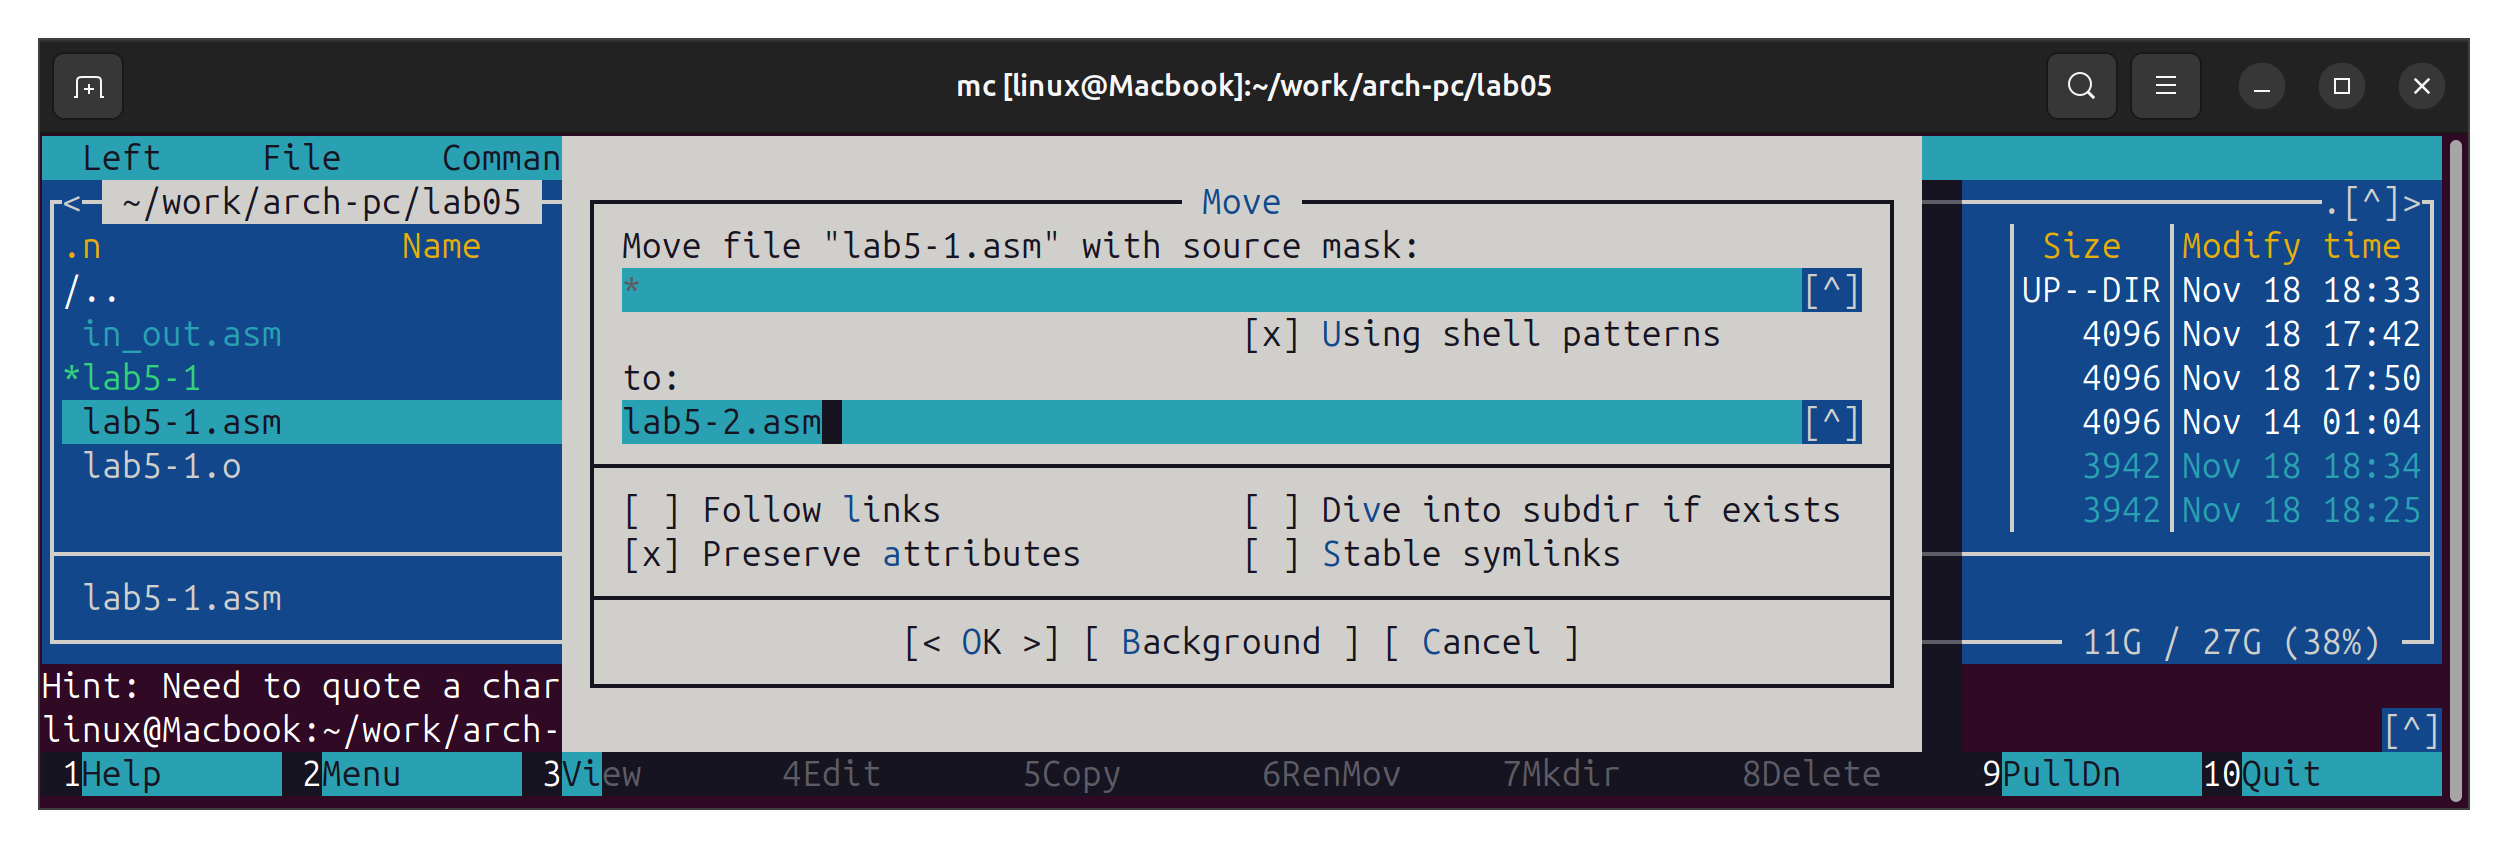 mc [linux@Macbook]:~/work/arch-pc/lab05
Left File Comman
< ~/work/arch-pc/lab05 Move .[^]>
.n Name Move file "lab5-1.asm" with source mask: Size Modify time
/.. * [^] UP--DIR Nov 18 18:33
in_out.asm [x] Using shell patterns 4096 Nov 18 17:42
*lab5-1 to: 4096 Nov 18 17:50
lab5-1.asm lab5-2.asm [^] 4096 Nov 14 01:04
lab5-1.o 3942 Nov 18 18:34
[ ] Follow links [ ] Dive into subdir if exists 3942 Nov 18 18:25
[x] Preserve attributes [ ] Stable symlinks
lab5-1.asm
[< OK >] [ Background ] [ Cancel ] 11G / 27G (38%)
Hint: Need to quote a char
linux@Macbook:~/work/arch- [^]
1Help 2Menu 3View 4Edit 5Copy 6RenMov 7Mkdir 8Delete 9PullDn 10Quit